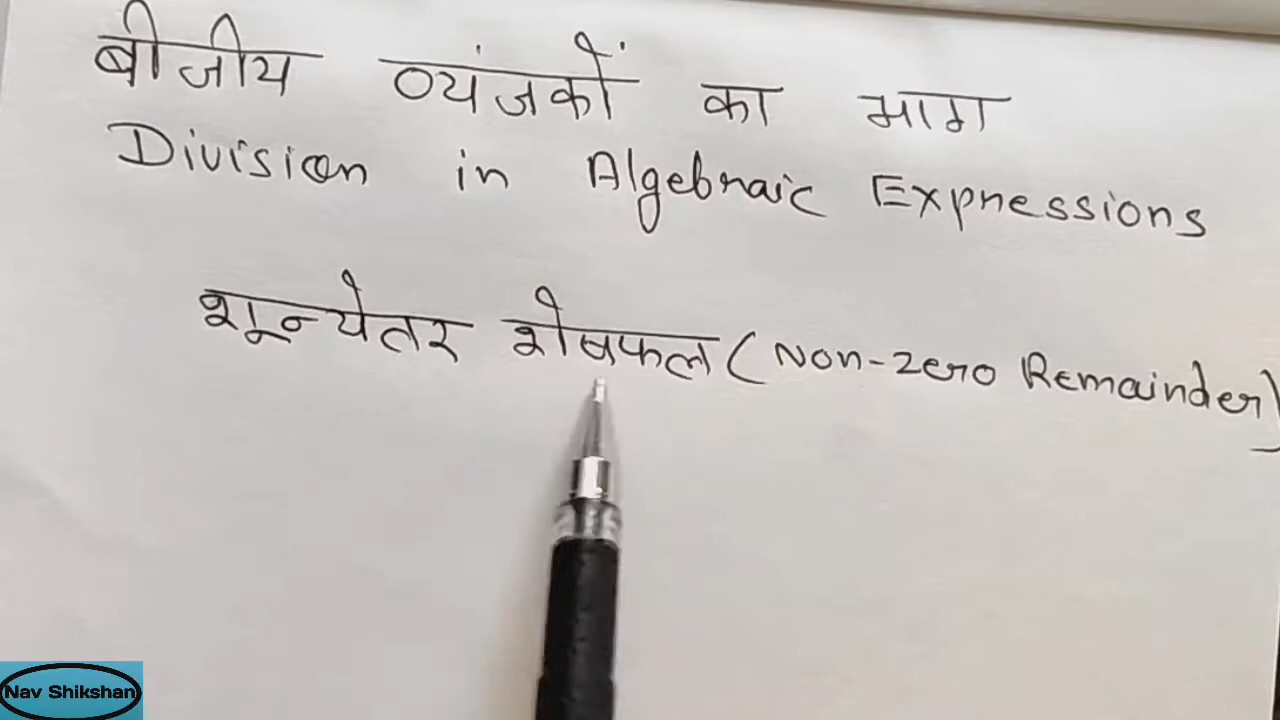 बीजीय व्यंजकों का भाग
Division in Algebraic Expressions
शून्येतर शेषफल (Non-zero Remainder)
Nav Shikshan